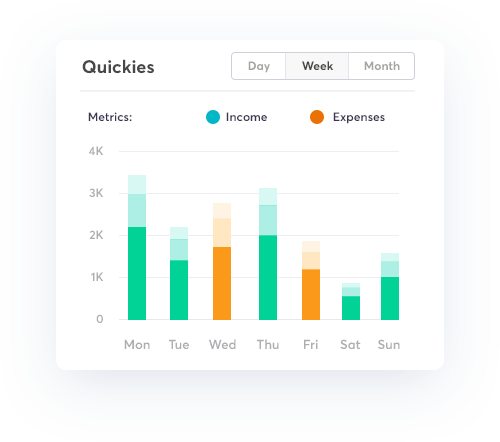 Quickies
Day Week Month
Metrics: Income Expenses
4K
3K
2K
1K
0
Mon Tue Wed Thu Fri Sat Sun